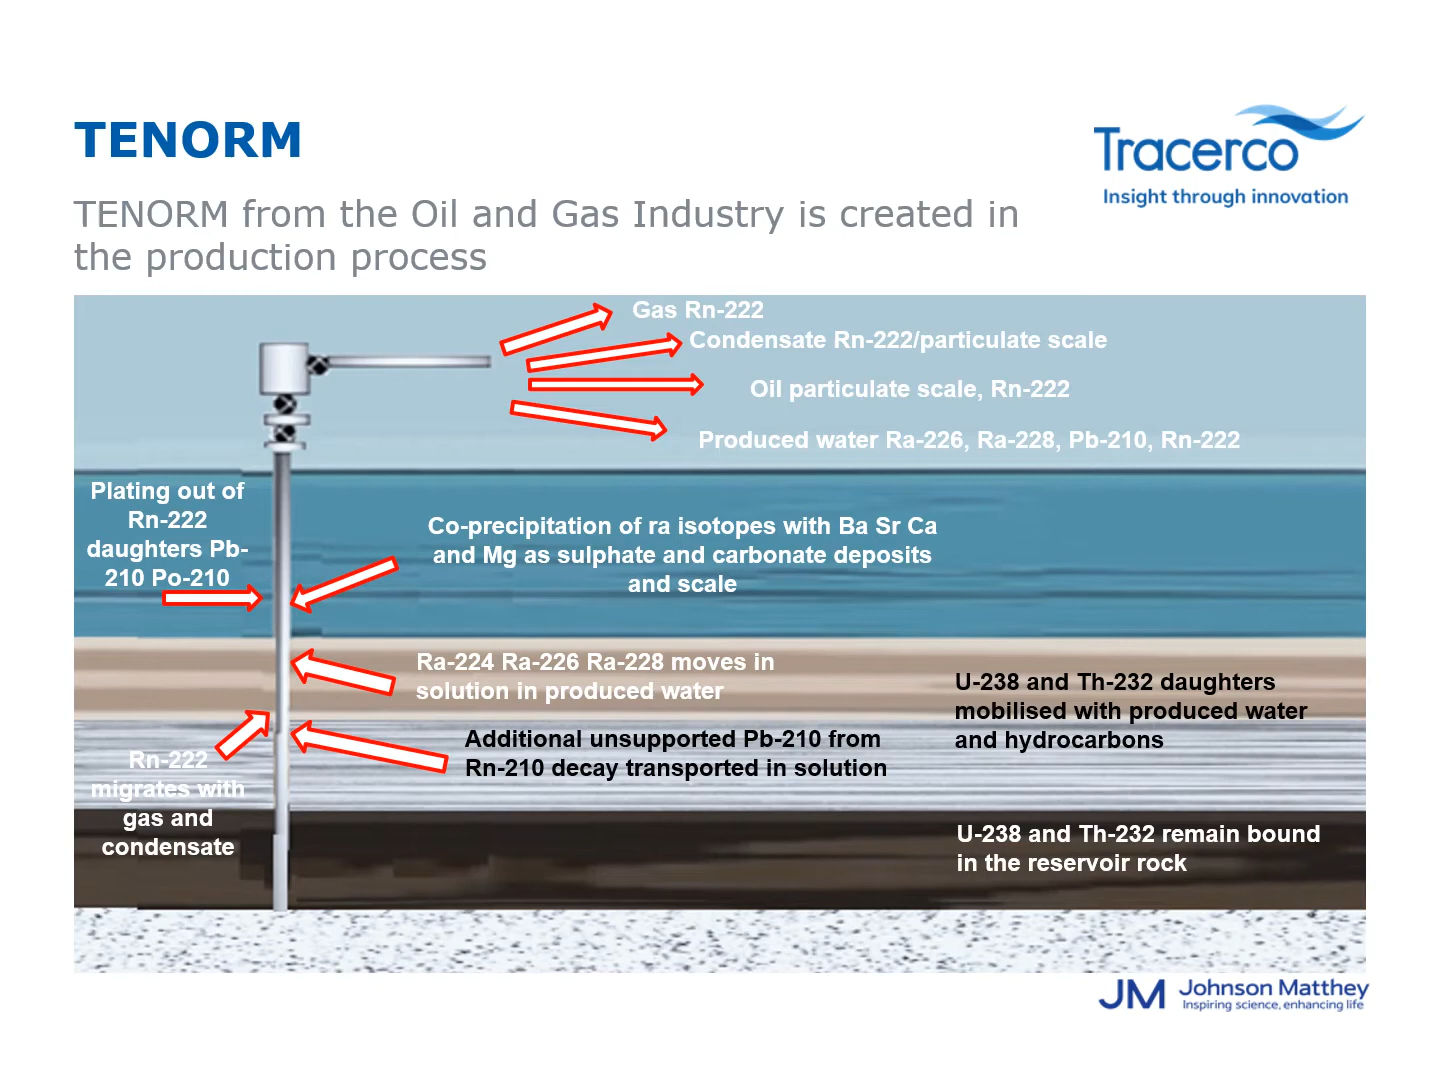 TENORM
Tracerco
Insight through innovation
TENORM from the Oil and Gas Industry is created in
the production process
Gas Rn-222
Condensate Rn-222/particulate scale
Oil particulate scale, Rn-222
Produced water Ra-226, Ra-228, Pb-210, Rn-222
Plating out of
Rn-222
daughters Pb-
210 Po-210
Co-precipitation of ra isotopes with Ba Sr Ca
and Mg as sulphate and carbonate deposits
and scale
Ra-224 Ra-226 Ra-228 moves in
solution in produced water
U-238 and Th-232 daughters
mobilised with produced water
and hydrocarbons
Additional unsupported Pb-210 from
Rn-210 decay transported in solution
Rn-222
migrates with
gas and
condensate
U-238 and Th-232 remain bound
in the reservoir rock
JM Johnson Matthey
Inspiring science, enhancing life